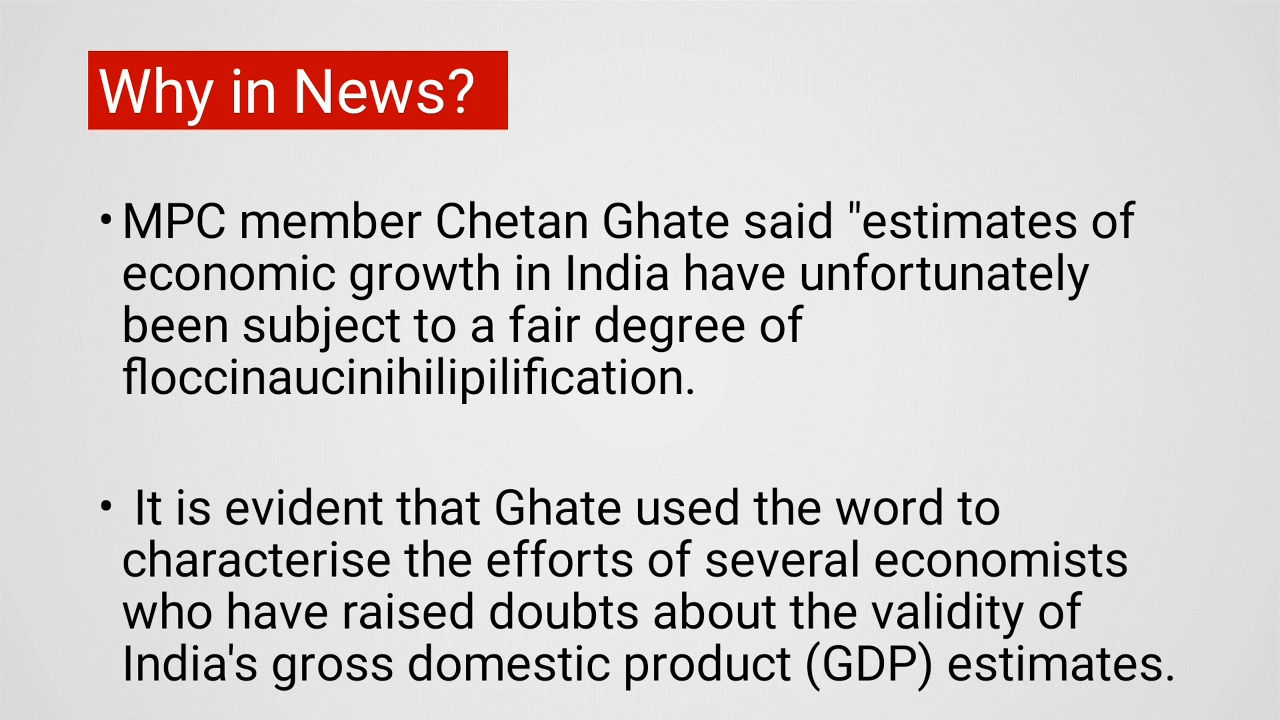 Why in News?
•MPC member Chetan Ghate said "estimates of
economic growth in India have unfortunately
been subject to a fair degree of
floccinaucinihilipilification.
• It is evident that Ghate used the word to
characterise the efforts of several economists
who have raised doubts about the validity of
India's gross domestic product (GDP) estimates.